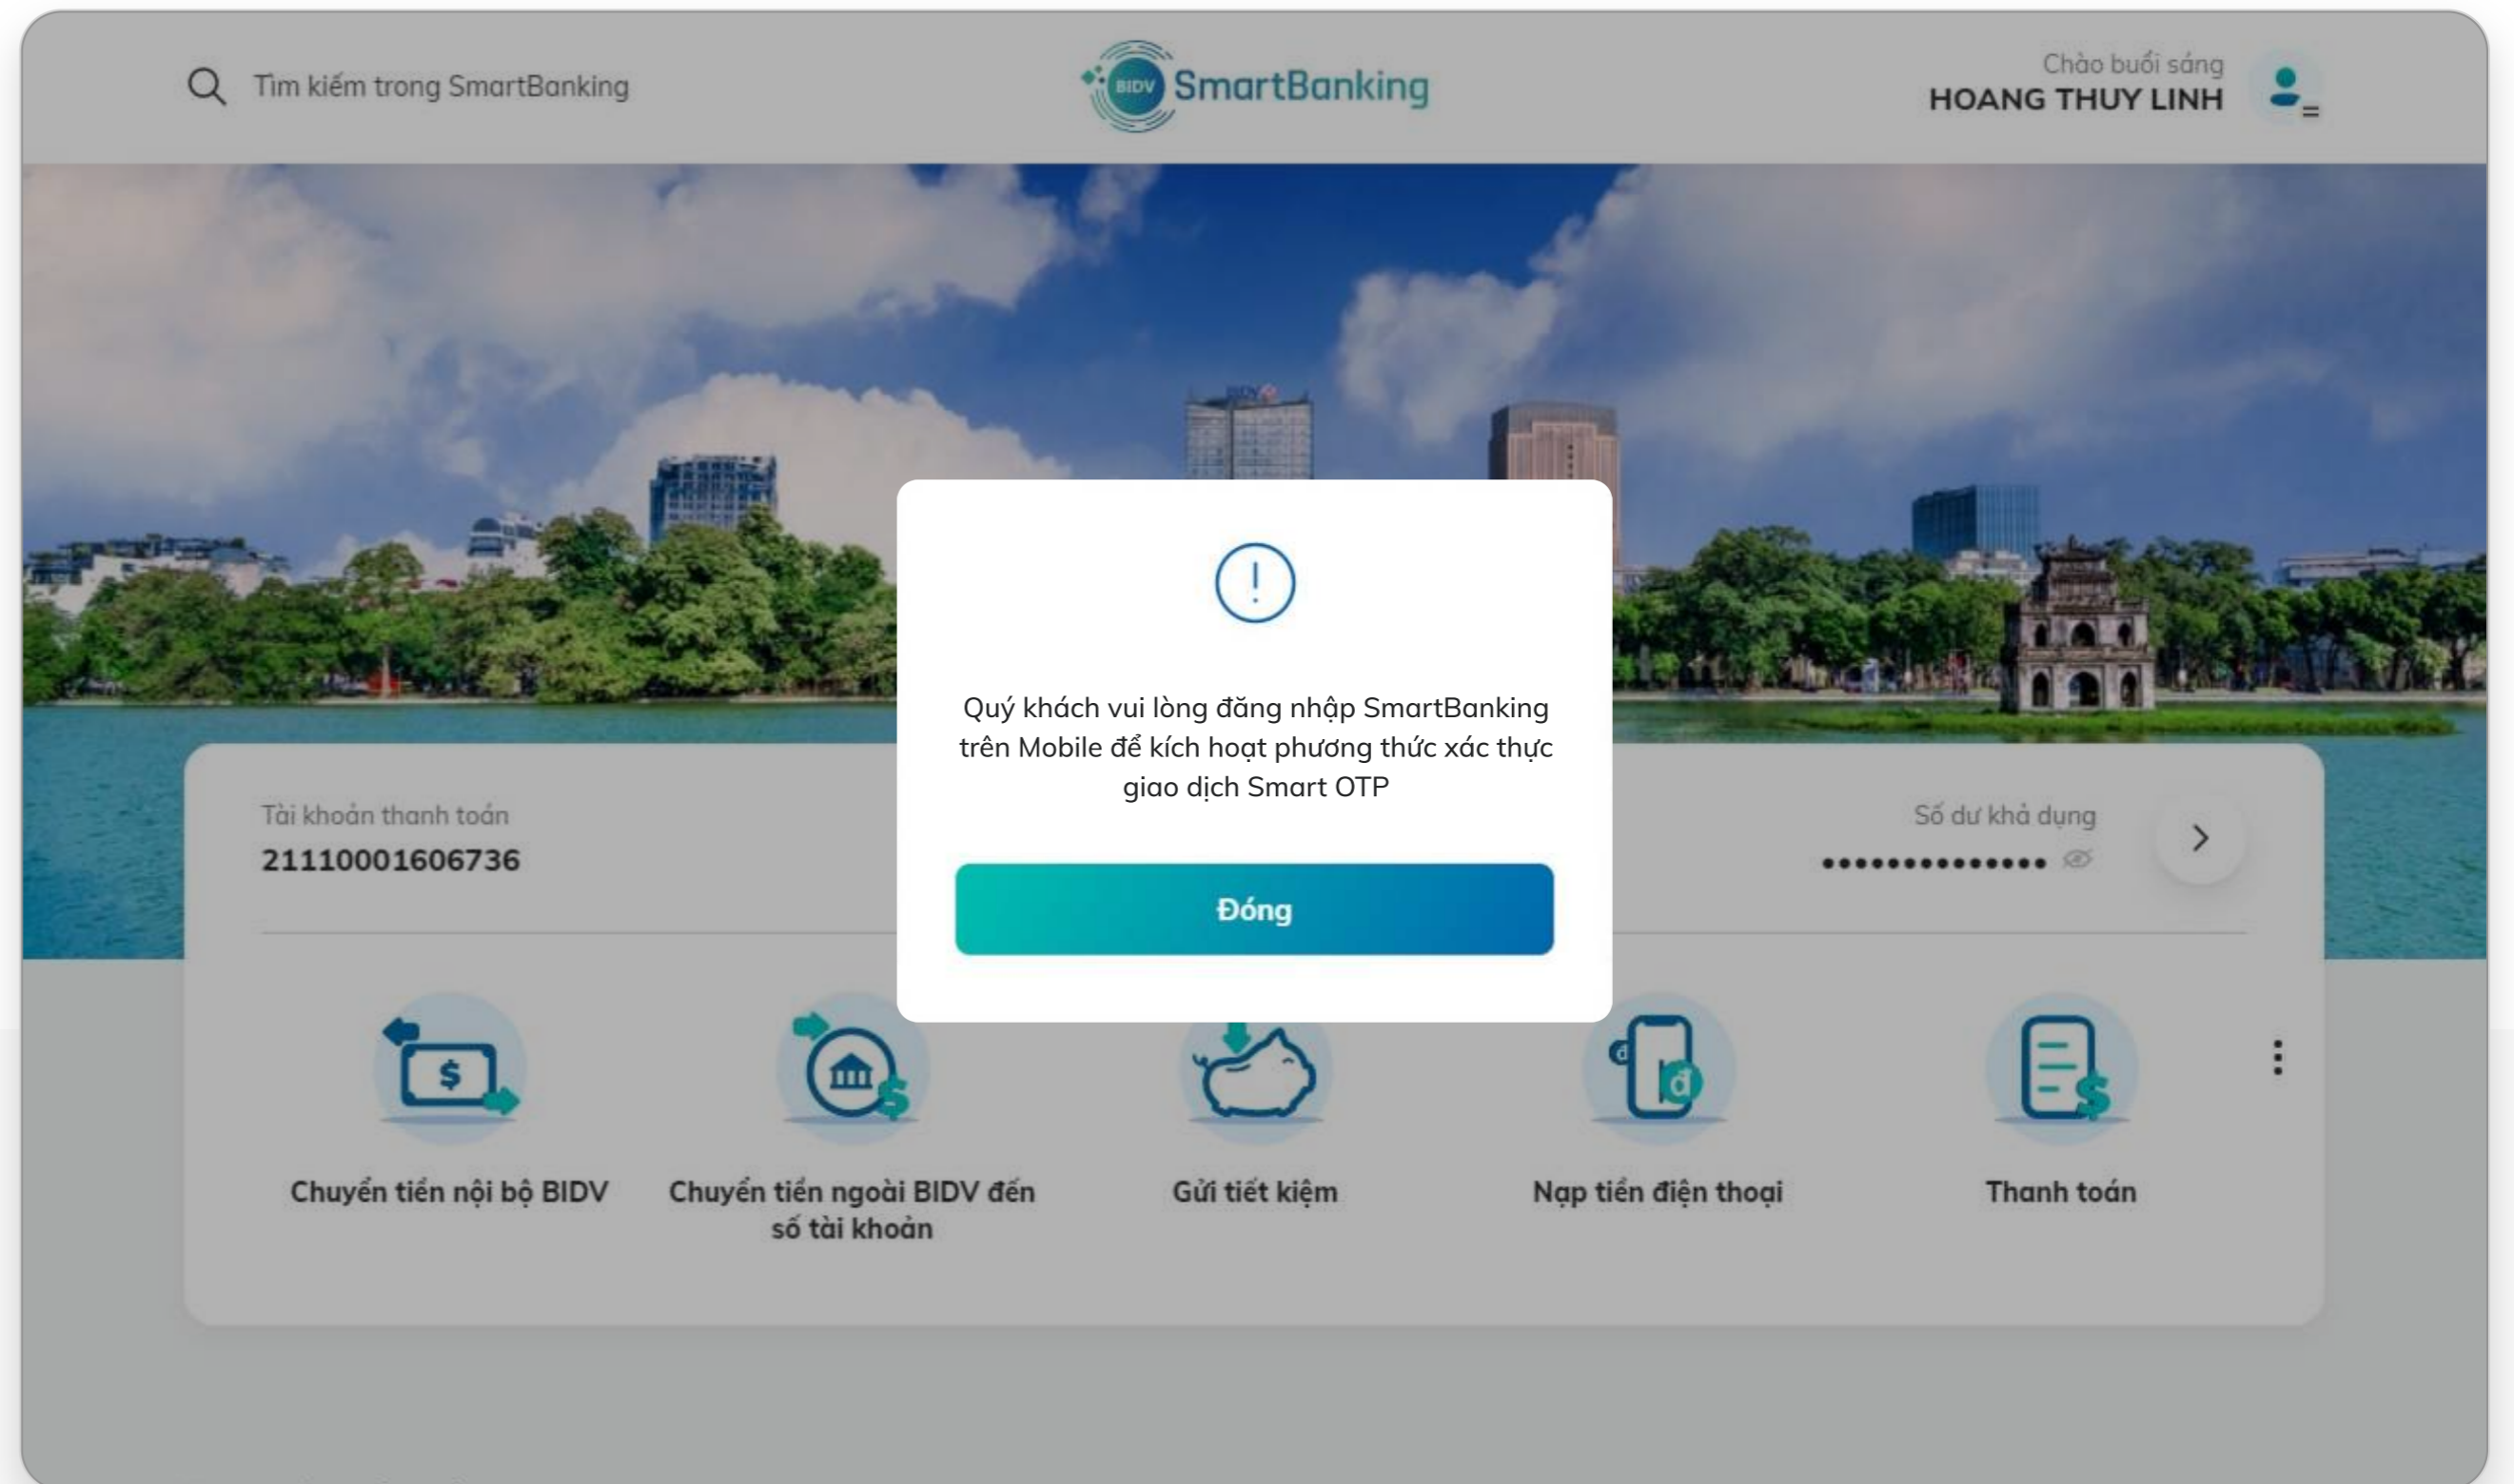 Tìm kiếm trong SmartBanking
BIDV SmartBanking
Chào buổi sáng
HOANG THUY LINH
Quý khách vui lòng đăng nhập SmartBanking
trên Mobile để kích hoạt phương thức xác thực
giao dịch Smart OTP
Đóng
Tài khoản thanh toán
21110001606736
Số dư khả dụng
••••••••••••••
Chuyển tiền nội bộ BIDV
Chuyển tiền ngoài BIDV đến
số tài khoản
Gửi tiết kiệm
Nạp tiền điện thoại
Thanh toán